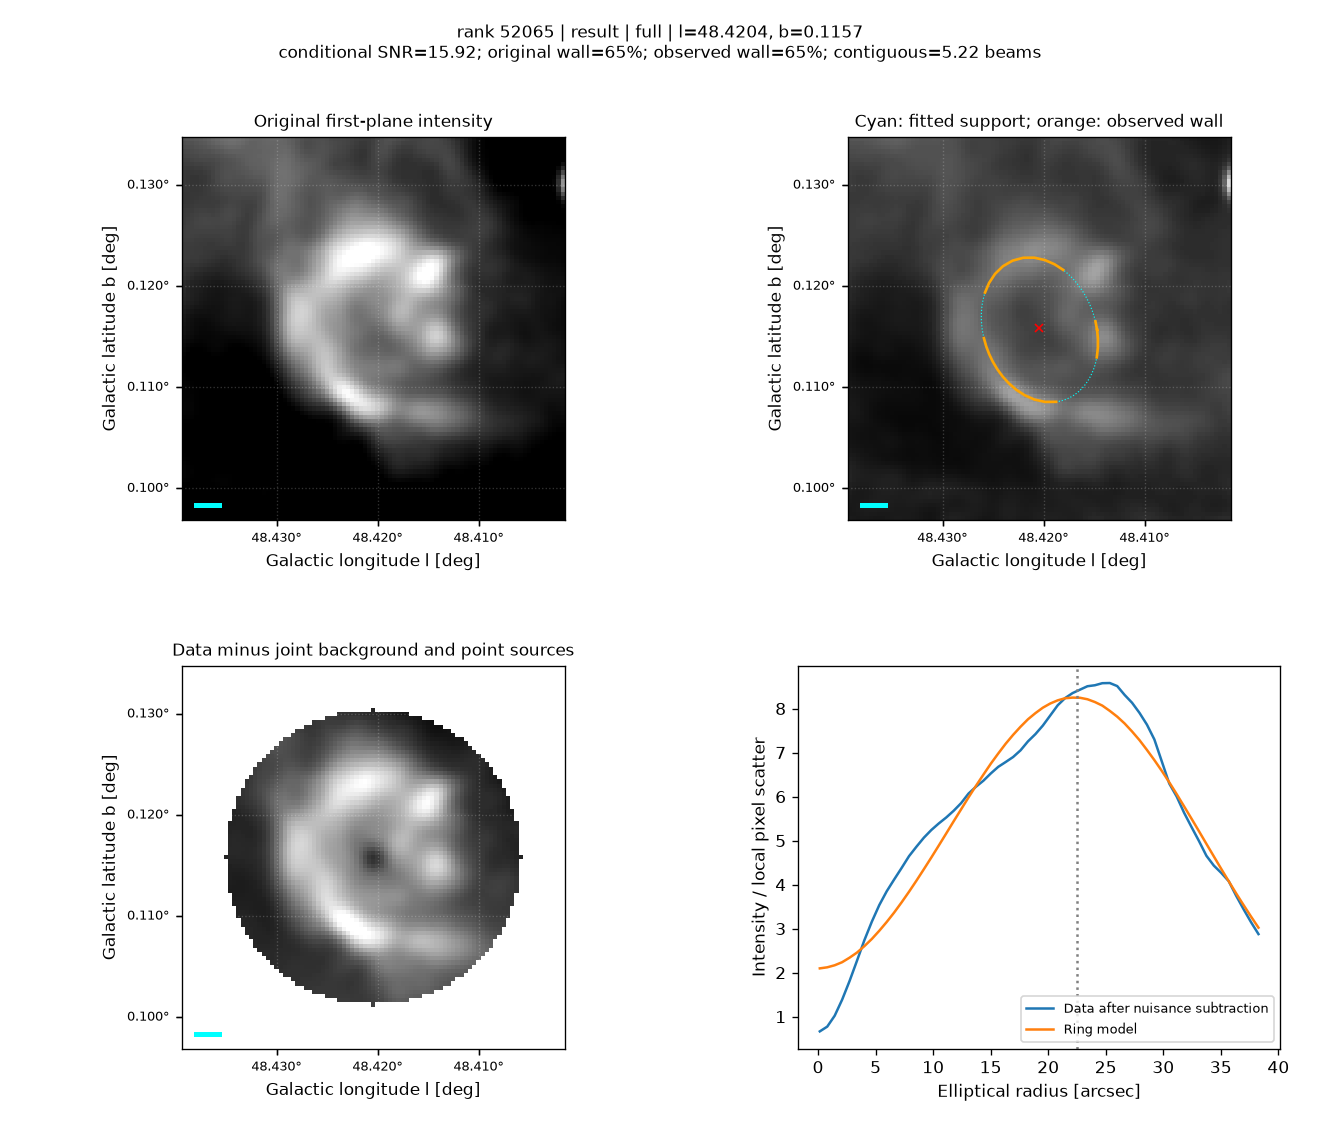 rank 52065 | result | full | l=48.4204, b=0.1157
conditional SNR=15.92; original wall=65%; observed wall=65%; contiguous=5.22 beams
Original first-plane intensity
0.130°
0.120°
0.110°
0.100°
Galactic latitude b [deg]
48.430°
48.420°
48.410°
Galactic longitude l [deg]
Cyan: fitted support; orange: observed wall
0.130°
0.120°
0.110°
0.100°
Galactic latitude b [deg]
48.430°
48.420°
48.410°
Galactic longitude l [deg]
Data minus joint background and point sources
0.130°
0.120°
0.110°
0.100°
Galactic latitude b [deg]
48.430°
48.420°
48.410°
Galactic longitude l [deg]
8
7
6
5
4
3
2
1
Intensity / local pixel scatter
Data after nuisance subtraction
Ring model
0
5
10
15
20
25
30
35
40
Elliptical radius [arcsec]